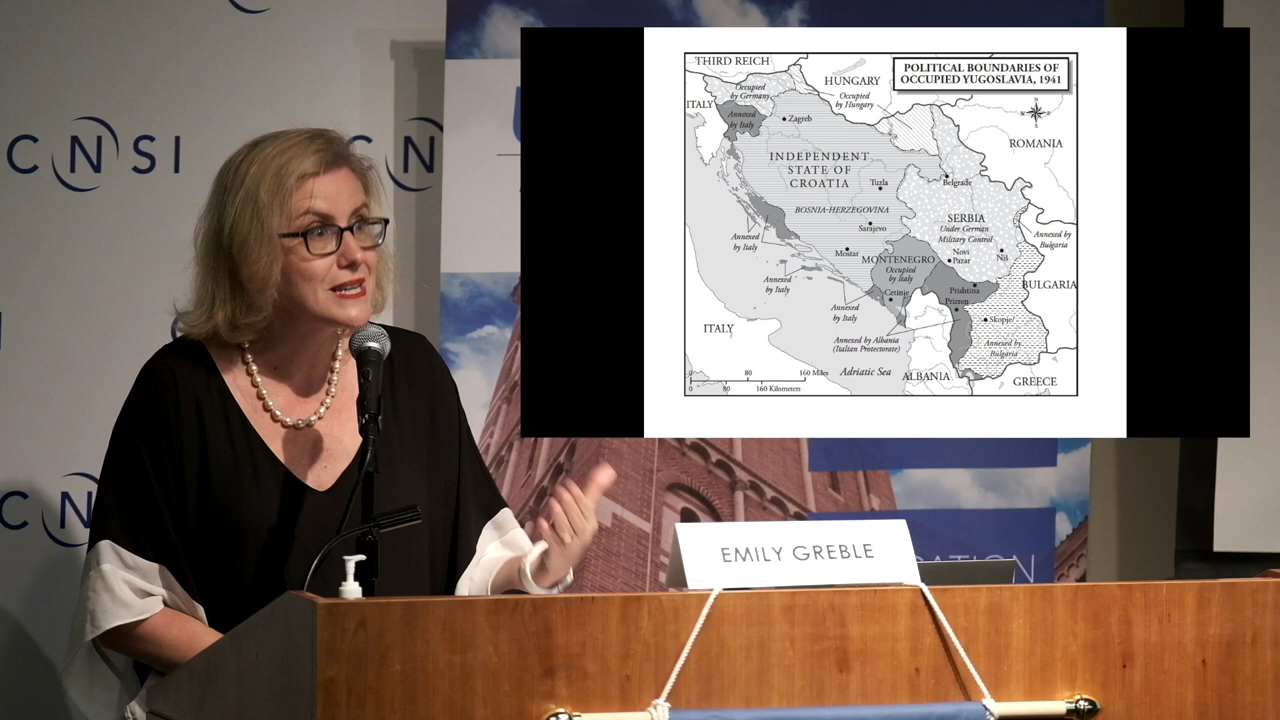 CNSI
CN
CN
POLITICAL BOUNDARIES OF
OCCUPIED YUGOSLAVIA, 1941
THIRD REICH
HUNGARY
Occupied
by Germany
Occupied
by Hungary
ITALY
Annexed
by Italy
Zagreb
N
ROMANIA
INDEPENDENT
STATE OF
CROATIA
Tuzla
Belgrade
BOSNIA-HERZEGOVINA
SERBIA
Under German
Military Control
Sarajevo
Annexed
by Italy
Annexed by
Bulgaria
Mostar
MONTENEGRO
Occupied
by Italy
Novi
Pazar
Niš
Annexed
by Italy
BULGARIA
Cetinje
Prishtina
Prizren
Annexed
by Italy
Skopje
ITALY
Annexed by Albania
(Italian Protectorate)
Annexed by
Bulgaria
Adriatic Sea
ALBANIA
GREECE
0 80 160 Miles
0 80 160 Kilometers
EMILY GREBLE